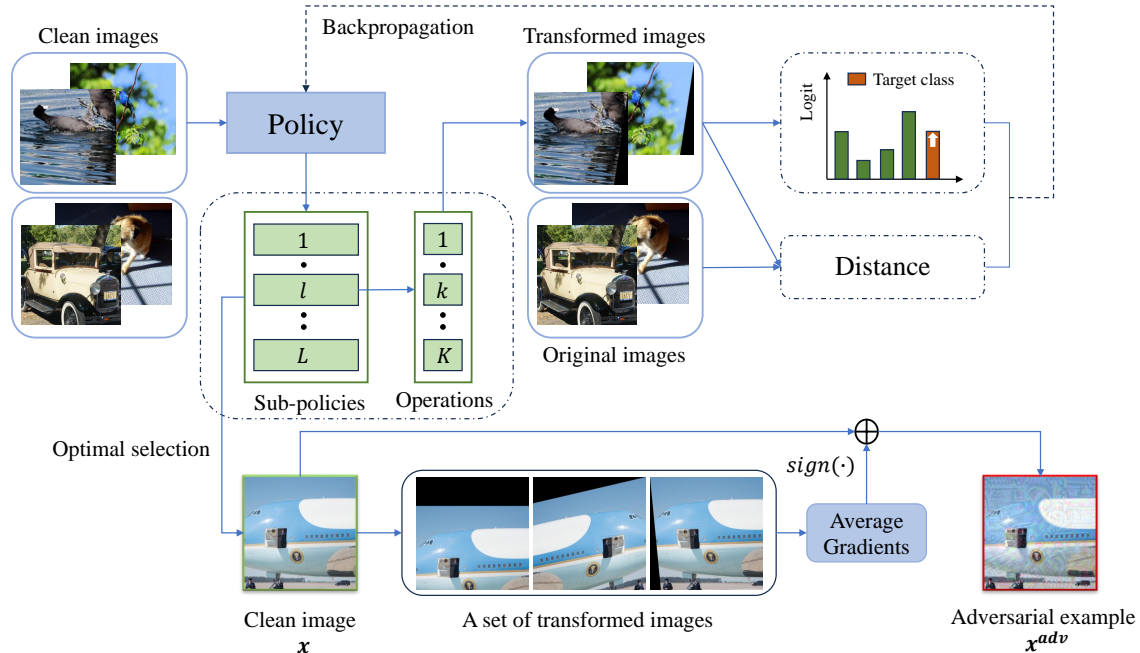 Clean images
Backpropagation
Transformed images
Policy
Logit
Target class
1
l
L
Sub-policies
1
k
K
Operations
Original images
Distance
Optimal selection
sign(·)
Average
Gradients
Clean image
x
A set of transformed images
Adversarial example
x^{adv}